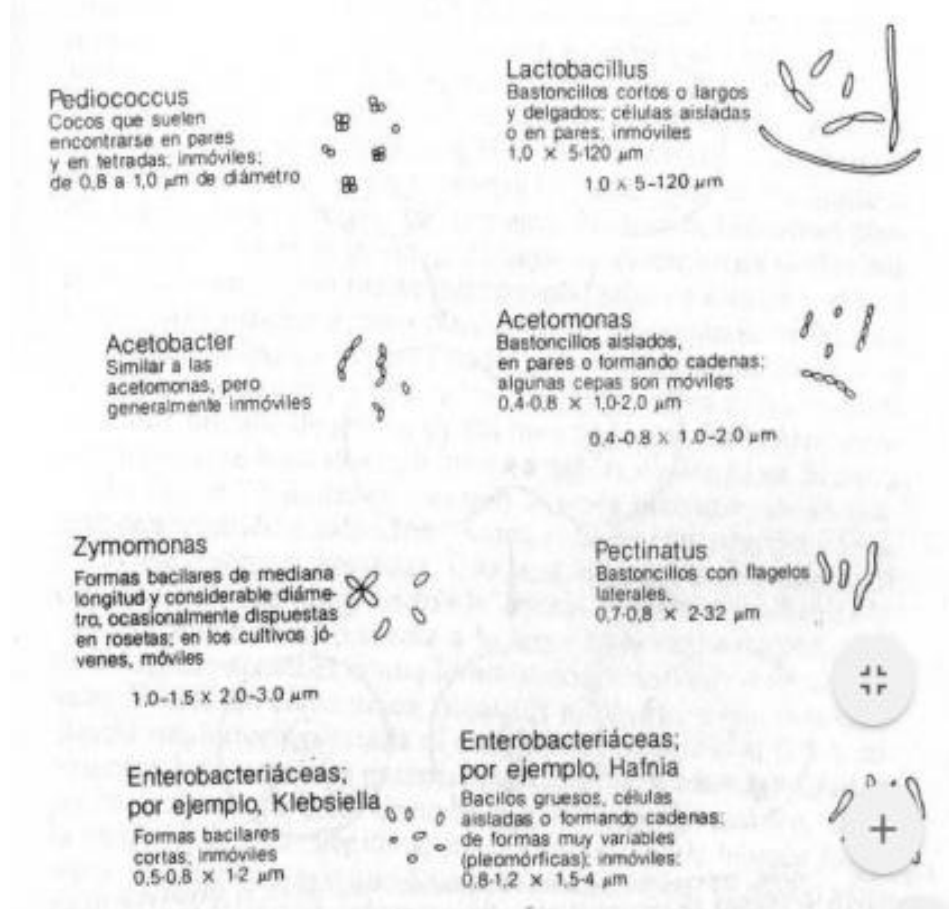 Pediococcus
Cocos que suelen
encontrarse en pares
y en tetradas; inmóviles;
de 0,8 a 1,0 μm de diámetro
Lactobacillus
Bastoncillos cortos o largos
y delgados; células aisladas
o en pares; inmóviles
1,0 × 5-120 μm
1.0 × 5–120 μm
Acetobacter
Similar a las
acetomonas, pero
generalmente inmóviles
Acetomonas
Bastoncillos aislados,
en pares o formando cadenas;
algunas cepas son móviles
0,4-0,8 × 1,0-2,0 μm
0.4-0.8 × 1.0–2.0 μm
Zymomonas
Formas bacilares de mediana
longitud y considerable diáme-
tro, ocasionalmente dispuestas
en rosetas; en los cultivos jó-
venes, móviles
1.0–1.5 × 2.0–3.0 μm
Pectinatus
Bastoncillos con flagelos
laterales.
0,7-0,8 × 2-32 μm
Enterobacteriáceas;
por ejemplo, Klebsiella
Formas bacilares
cortas, inmóviles
0,5-0,8 × 1-2 μm
Enterobacteriáceas;
por ejemplo, Hafnia
Bacilos gruesos, células
aisladas o formando cadenas;
de formas muy variables
(pleomórficas); inmóviles;
0,8-1,2 × 1,5-4 μm